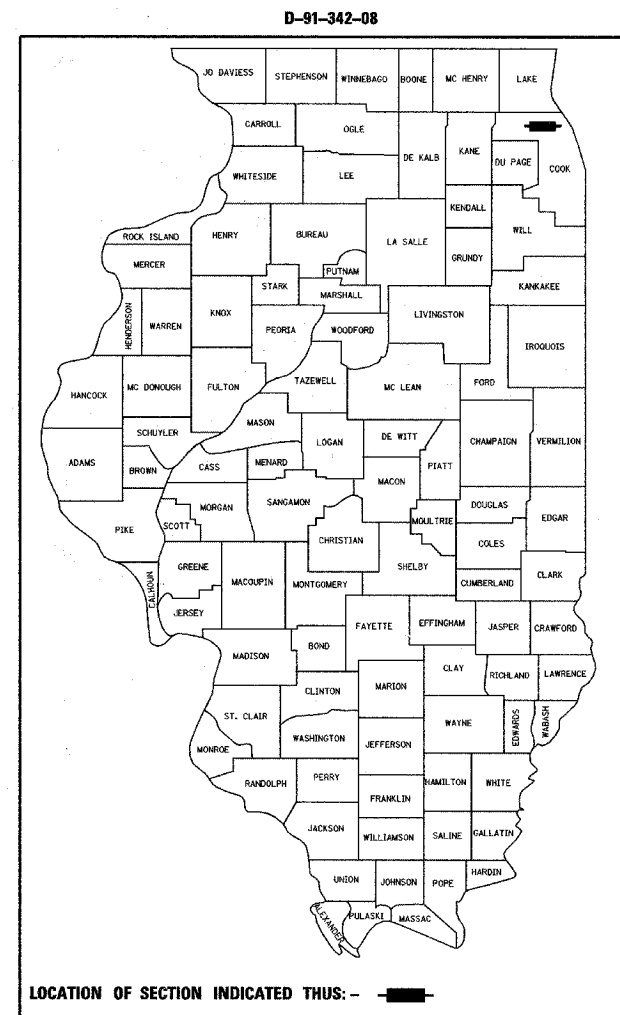 D-91-342-08
JO DAVIESS STEPHENSON WINNEBAGO BOONE MC HENRY LAKE
CARROLL OGLE DE KALB KANE DU PAGE COOK
WHITESIDE LEE
KENDALL
ROCK ISLAND HENRY BUREAU LA SALLE WILL
MERCER PUTNAM GRUNDY
STARK MARSHALL KANKAKEE
HENDERSON WARREN KNOX PEORIA WOODFORD LIVINGSTON IROQUOIS
HANCOCK MC DONOUGH FULTON TAZEWELL MC LEAN FORD
MASON
SCHUYLER LOGAN DE WITT CHAMPAIGN VERMILION
ADAMS BROWN CASS MENARD MACON PIATT
MORGAN SANGAMON DOUGLAS EDGAR
PIKE SCOTT CHRISTIAN MOULTRIE COLES
GREENE MACOUPIN MONTGOMERY SHELBY CUMBERLAND CLARK
CALHOUN JERSEY
FAYETTE EFFINGHAM JASPER CRAWFORD
MADISON BOND
CLAY RICHLAND LAWRENCE
CLINTON MARION
ST. CLAIR WAYNE EDWARDS WABASH
WASHINGTON JEFFERSON
MONROE
RANDOLPH PERRY HAMILTON WHITE
FRANKLIN
JACKSON WILLIAMSON SALINE GALLATIN
UNION JOHNSON POPE HARDIN
ALEXANDER PULASKI MASSAC
LOCATION OF SECTION INDICATED THUS: -